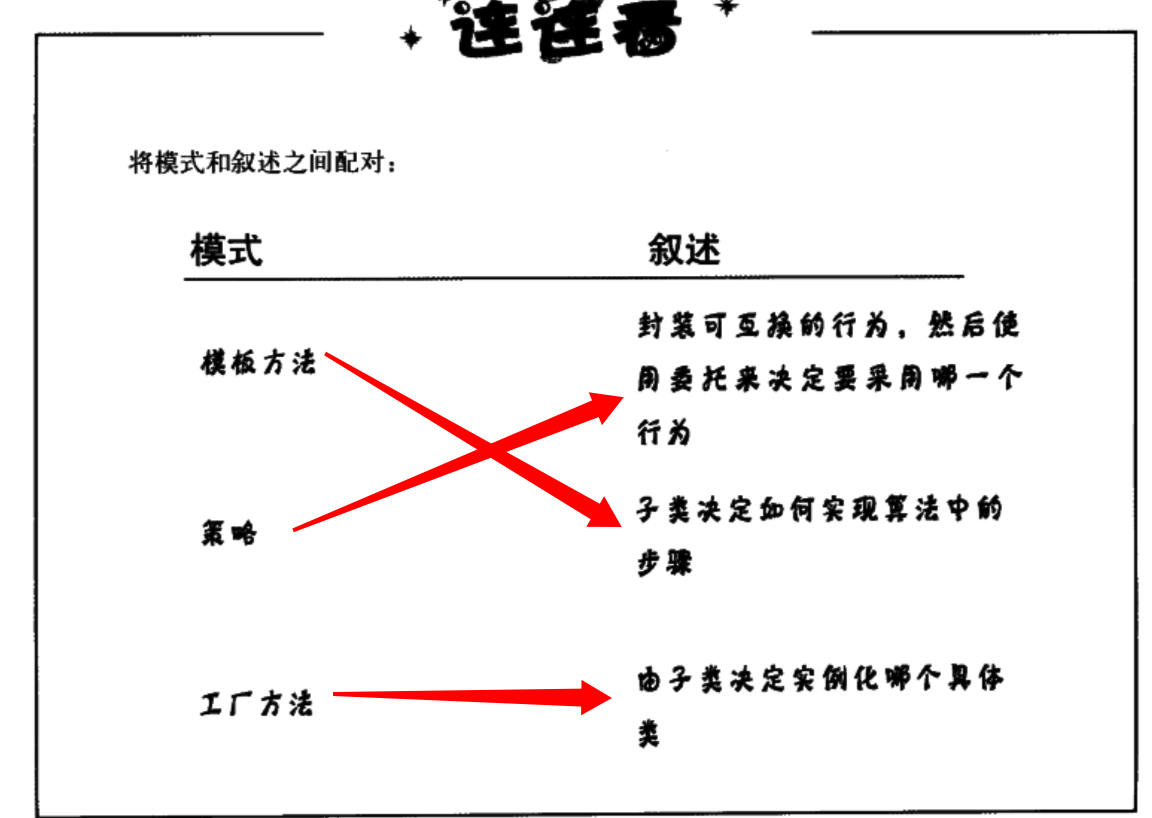 连连看
将模式和叙述之间配对：
模式
叙述
模板方法
封装可互换的行为，然后使
用委托来决定要采用哪一个
行为
策略
子类决定如何实现算法中的
步骤
工厂方法
由子类决定实例化哪个具体
类